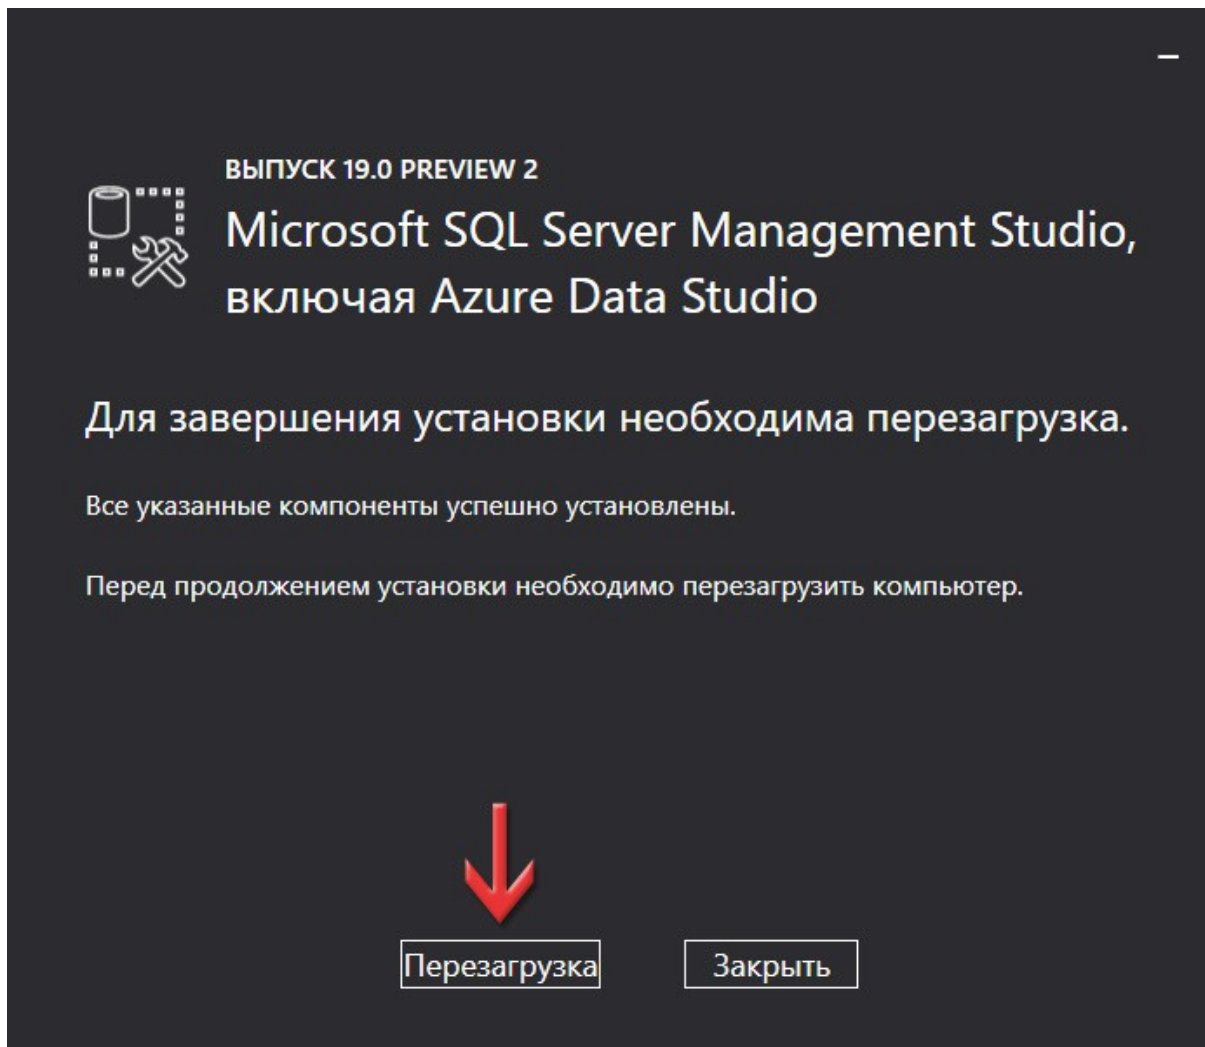 ВЫПУСК 19.0 PREVIEW 2
Microsoft SQL Server Management Studio,
включая Azure Data Studio
Для завершения установки необходима перезагрузка.
Все указанные компоненты успешно установлены.
Перед продолжением установки необходимо перезагрузить компьютер.
Перезагрузка
Закрыть